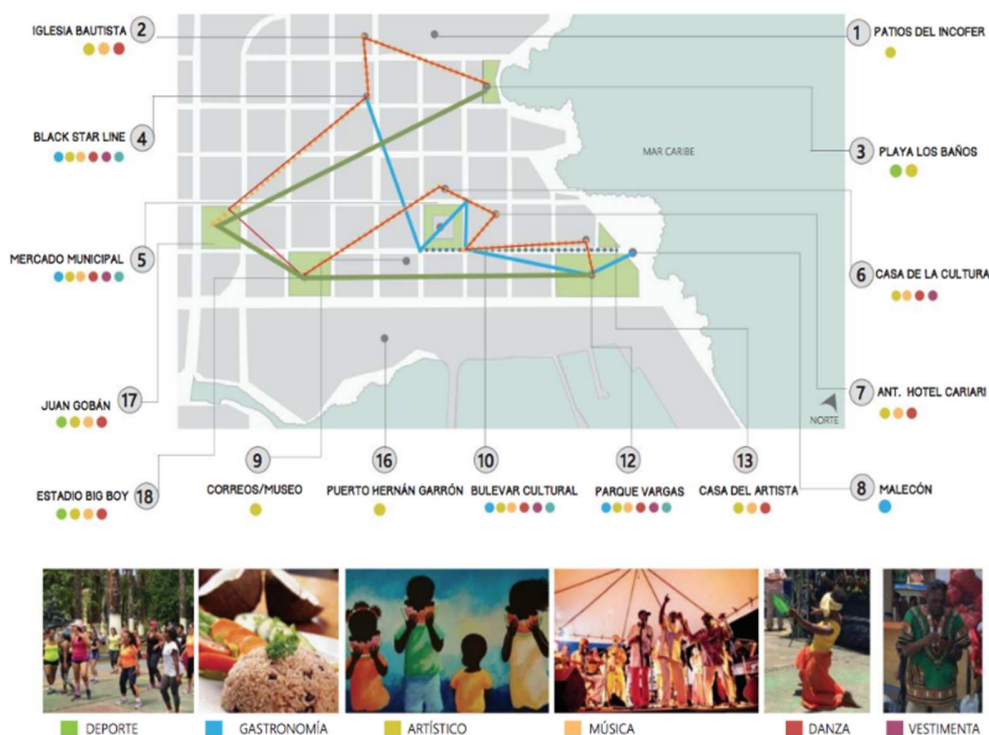 IGLESIA BAUTISTA 2
1 PATIOS DEL INCOFER
BLACK STAR LINE 4
MAR CARIBE
3 PLAYA LOS BAÑOS
MERCADO MUNICIPAL 5
6 CASA DE LA CULTURA
JUAN GOBÁN 17
7 ANT. HOTEL CARIARI
NORTE
ESTADIO BIG BOY 18
9
CORREOS/MUSEO
16
PUERTO HERNÁN GARRÓN
10
BULEVAR CULTURAL
12
PARQUE VARGAS
13
CASA DEL ARTISTA
8 MALECÓN
DEPORTE
GASTRONOMÍA
ARTÍSTICO
MÚSICA
DANZA
VESTIMENTA